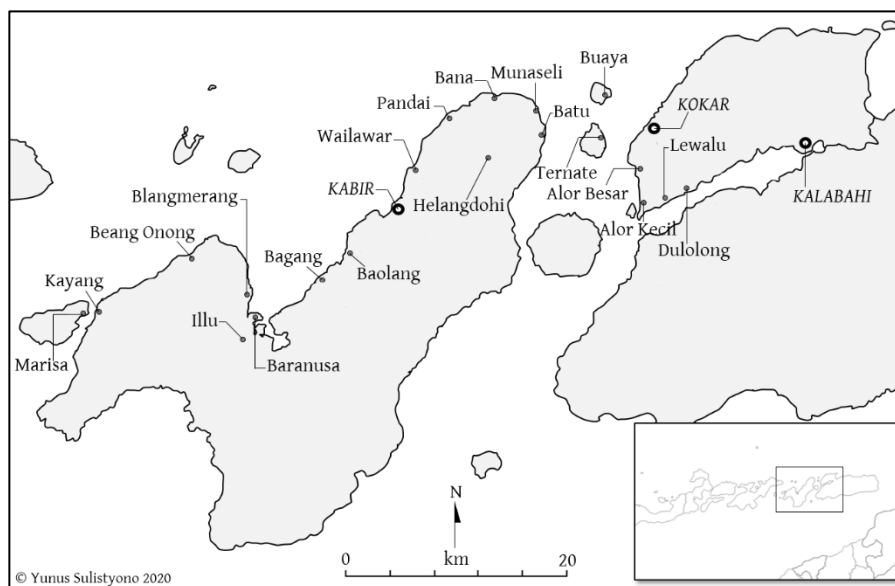 Buaya
Munaseli
Bana
Pandai
KOKAR
Batu
Wailawar
Lewalu
Ternate
Blangmerang
KABIR
Helangdohi
Alor Besar
KALABAHI
Beang Onong
Alor Kecil
Bagang
Baolang
Dulolong
Kayang
Illu
Marisa
Baranusa
N
0 20
km
© Yunus Sulistyono 2020